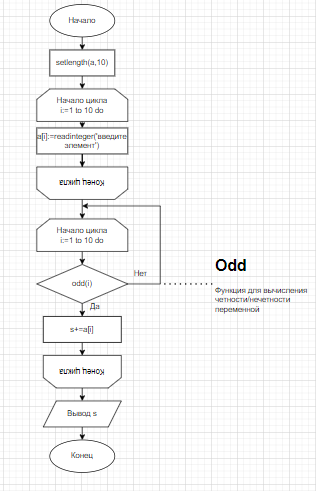 Начало
setlength(a,10)
Начало цикла
i:=1 to 10 do
a[i]:=readinteger('введите
элемент')
Конец цикла
Начало цикла
i:=1 to 10 do
odd(i)
Нет
Odd
Функция для вычисления
четности/нечетности
переменной
Да
s+=a[i]
Конец цикла
Вывод s
Конец